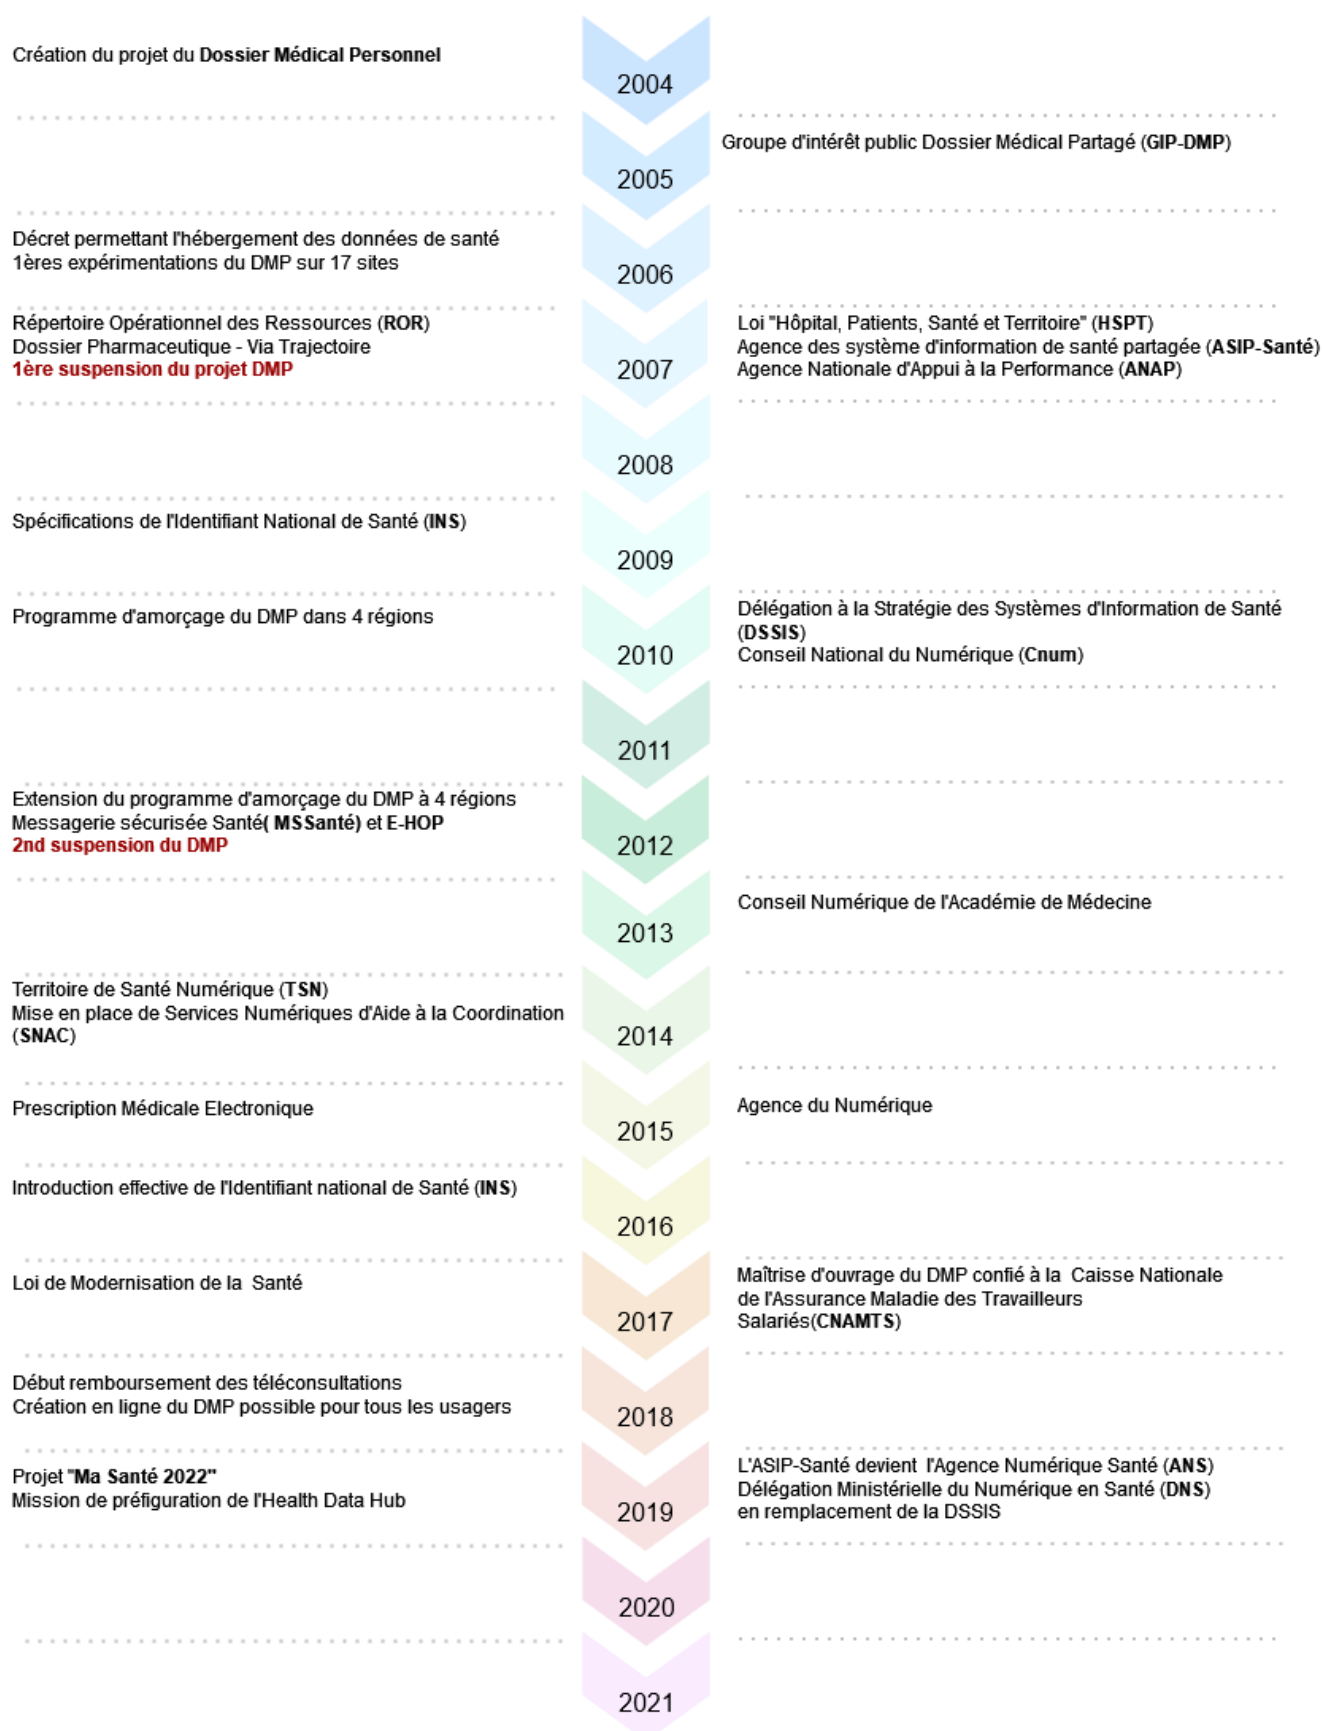 Création du projet du Dossier Médical Personnel
2004
Groupe d'intérêt public Dossier Médical Partagé (GIP-DMP)
2005
Décret permettant l'hébergement des données de santé
1ères expérimentations du DMP sur 17 sites
2006
Répertoire Opérationnel des Ressources (ROR)
Dossier Pharmaceutique - Via Trajectoire
1ère suspension du projet DMP
2007
Loi "Hôpital, Patients, Santé et Territoire" (HSPT)
Agence des système d'information de santé partagée (ASIP-Santé)
Agence Nationale d'Appui à la Performance (ANAP)
2008
Spécifications de l'Identifiant National de Santé (INS)
2009
Programme d'amorçage du DMP dans 4 régions
2010
Délégation à la Stratégie des Systèmes d'Information de Santé
(DSSIS)
Conseil National du Numérique (Cnum)
2011
Extension du programme d'amorçage du DMP à 4 régions
Messagerie sécurisée Santé( MSSanté) et E-HOP
2nd suspension du DMP
2012
Conseil Numérique de l'Académie de Médecine
2013
Territoire de Santé Numérique (TSN)
Mise en place de Services Numériques d'Aide à la Coordination
(SNAC)
2014
Prescription Médicale Electronique
2015
Agence du Numérique
Introduction effective de l'Identifiant national de Santé (INS)
2016
Loi de Modernisation de la Santé
2017
Maîtrise d'ouvrage du DMP confié à la Caisse Nationale
de l'Assurance Maladie des Travailleurs
Salariés(CNAMTS)
Début remboursement des téléconsultations
Création en ligne du DMP possible pour tous les usagers
2018
Projet "Ma Santé 2022"
Mission de préfiguration de l'Health Data Hub
2019
L'ASIP-Santé devient l'Agence Numérique Santé (ANS)
Délégation Ministérielle du Numérique en Santé (DNS)
en remplacement de la DSSIS
2020
2021